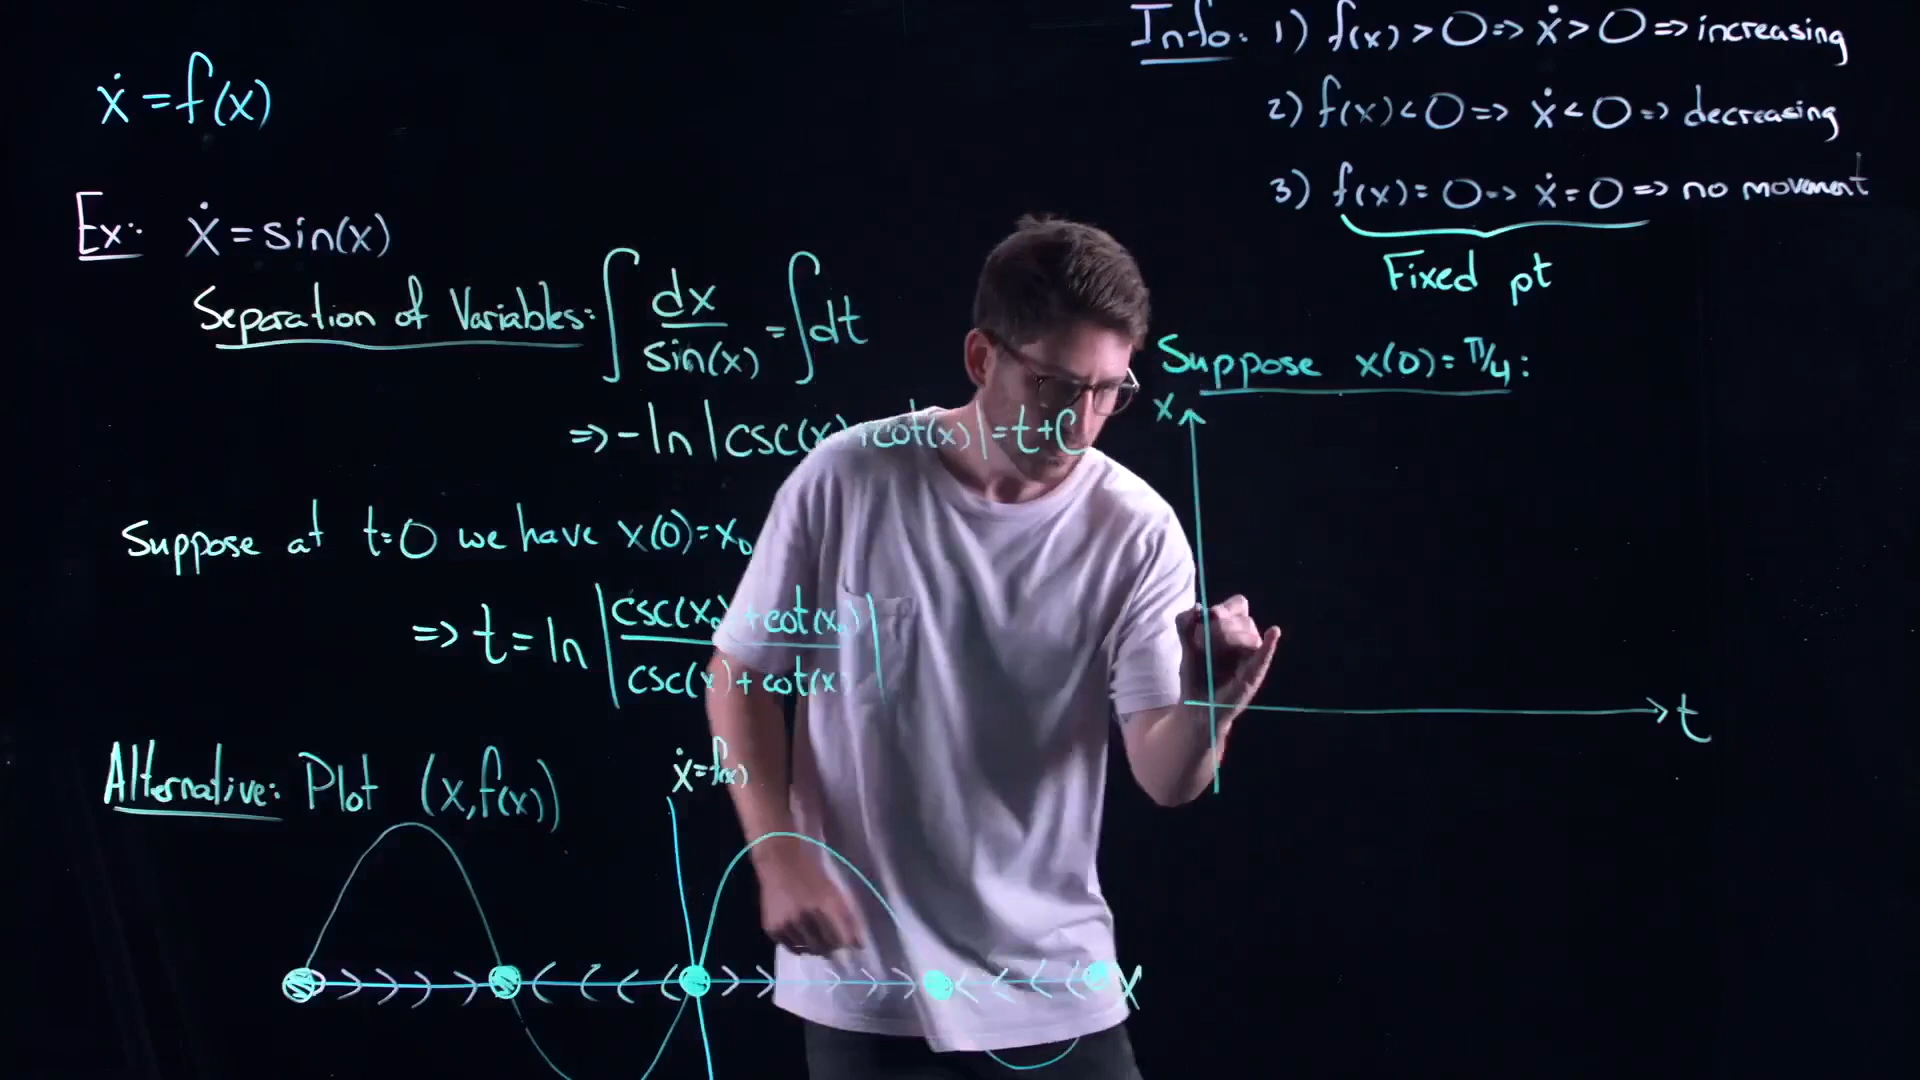 ẋ = f(x)
Ex: ẋ = sin(x)
Separation of Variables: ∫ dx/sin(x) = ∫ dt
=> -ln |csc(x) + cot(x)| = t + C
Suppose at t=0 we have x(0)=x₀
=> t = ln |csc(x₀) + cot(x₀) / csc(x) + cot(x)|
Alternative: Plot (x, f(x))
ẋ=f(x)
x
Info: 1) f(x) > 0 => ẋ > 0 => increasing
2) f(x) < 0 => ẋ < 0 => decreasing
3) f(x) = 0 => ẋ = 0 => no movement
Fixed pt
Suppose x(0) = π/4:
x
t